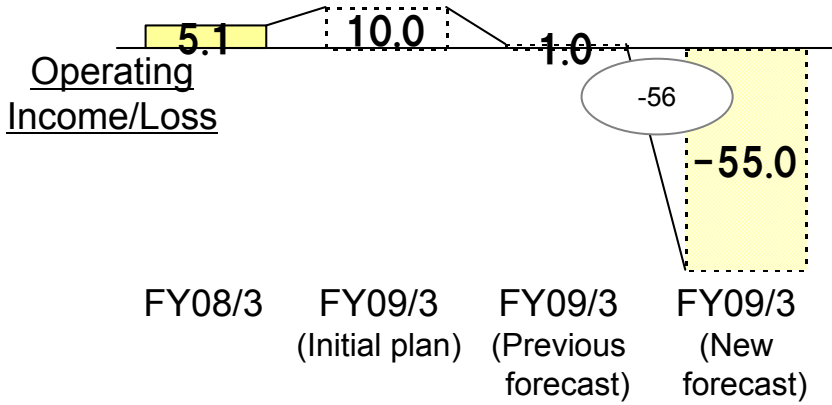 5.1
10.0
1.0
Operating
Income/Loss
-56
-55.0
FY08/3
FY09/3
(Initial plan)
FY09/3
(Previous
forecast)
FY09/3
(New
forecast)